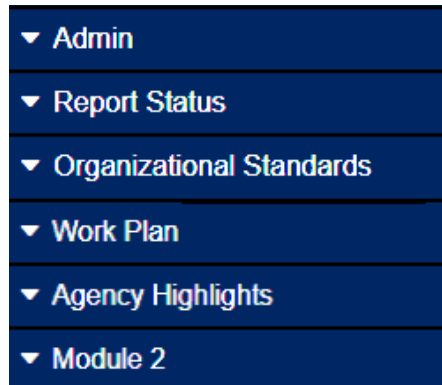 Admin
Report Status
Organizational Standards
Work Plan
Agency Highlights
Module 2